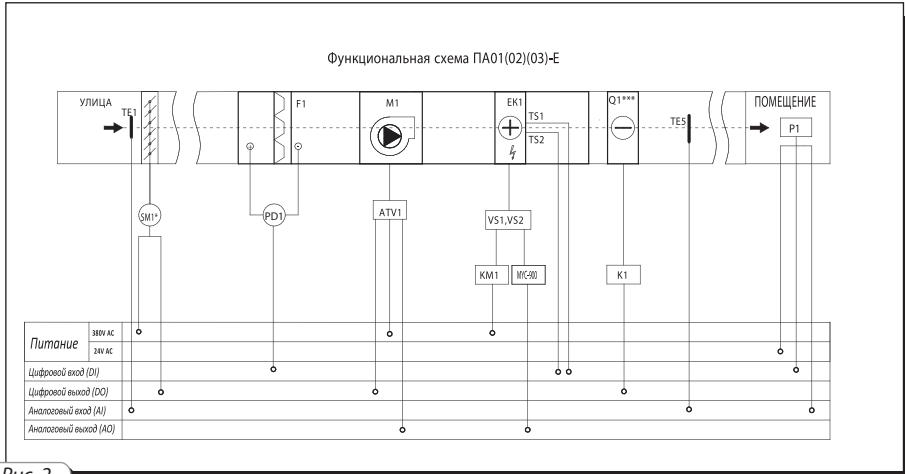 Функциональная схема ПА01(02)(03)-Е
УЛИЦА
TE1
F1
M1
EK1
TS1
TS2
Q1***
TE5
ПОМЕЩЕНИЕ
P1
SM1*
PD1
ATV1
VS1,VS2
KM1
МУС-900
K1
Питание
380V AC
24V AC
Цифровой вход (DI)
Цифровой выход (DO)
Аналоговый вход (AI)
Аналоговый выход (AO)
Рис. 2